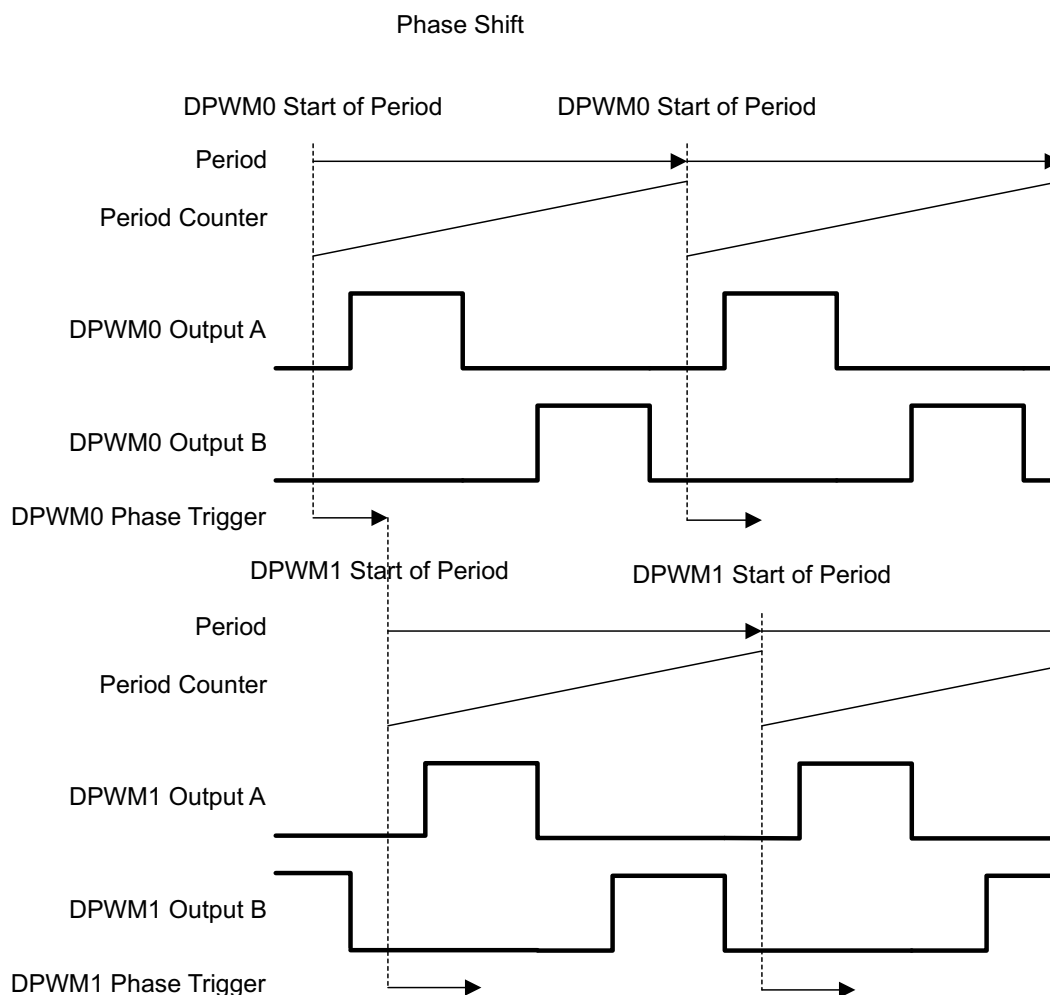 Phase Shift
DPWM0 Start of Period
DPWM0 Start of Period
Period
Period Counter
DPWM0 Output A
DPWM0 Output B
DPWM0 Phase Trigger
DPWM1 Start of Period
DPWM1 Start of Period
Period
Period Counter
DPWM1 Output A
DPWM1 Output B
DPWM1 Phase Trigger